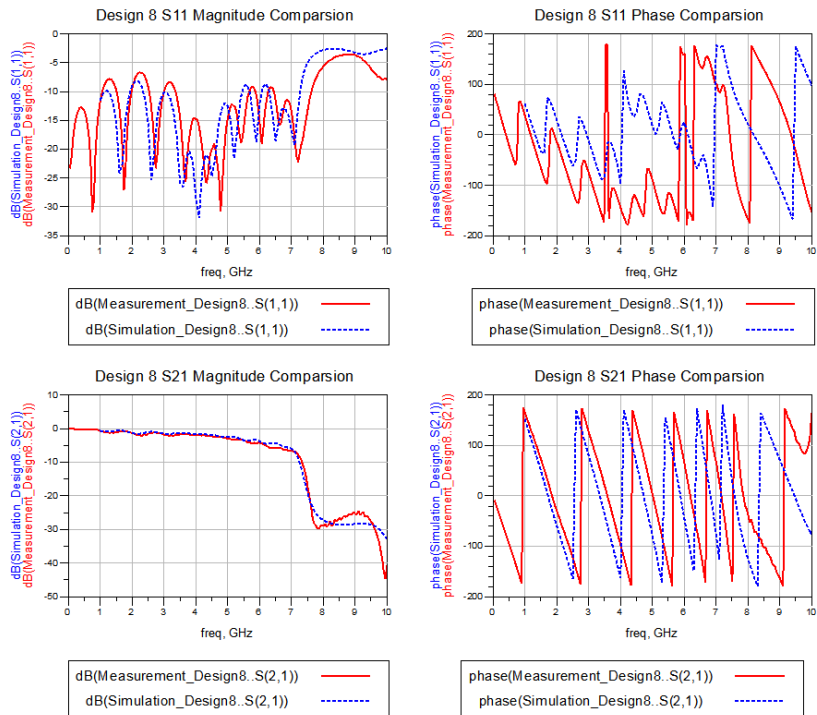 Design 8 S11 Magnitude Comparsion
dB(Simulation_Design8..S(1,1))
dB(Measurement_Design8..S(1,1))
0
-5
-10
-15
-20
-25
-30
-35
0 1 2 3 4 5 6 7 8 9 10
freq, GHz
dB(Measurement_Design8..S(1,1))
dB(Simulation_Design8..S(1,1))
Design 8 S11 Phase Comparsion
phase(Simulation_Design8..S(1,1))
phase(Measurement_Design8..S(1,1))
200
100
0
-100
-200
0 1 2 3 4 5 6 7 8 9 10
freq, GHz
phase(Measurement_Design8..S(1,1))
phase(Simulation_Design8..S(1,1))
Design 8 S21 Magnitude Comparsion
dB(Simulation_Design8..S(2,1))
dB(Measurement_Design8..S(2,1))
10
0
-10
-20
-30
-40
-50
0 1 2 3 4 5 6 7 8 9 10
freq, GHz
dB(Measurement_Design8..S(2,1))
dB(Simulation_Design8..S(2,1))
Design 8 S21 Phase Comparsion
phase(Simulation_Design8..S(2,1))
phase(Measurement_Design8..S(2,1))
200
100
0
-100
-200
0 1 2 3 4 5 6 7 8 9 10
freq, GHz
phase(Measurement_Design8..S(2,1))
phase(Simulation_Design8..S(2,1))